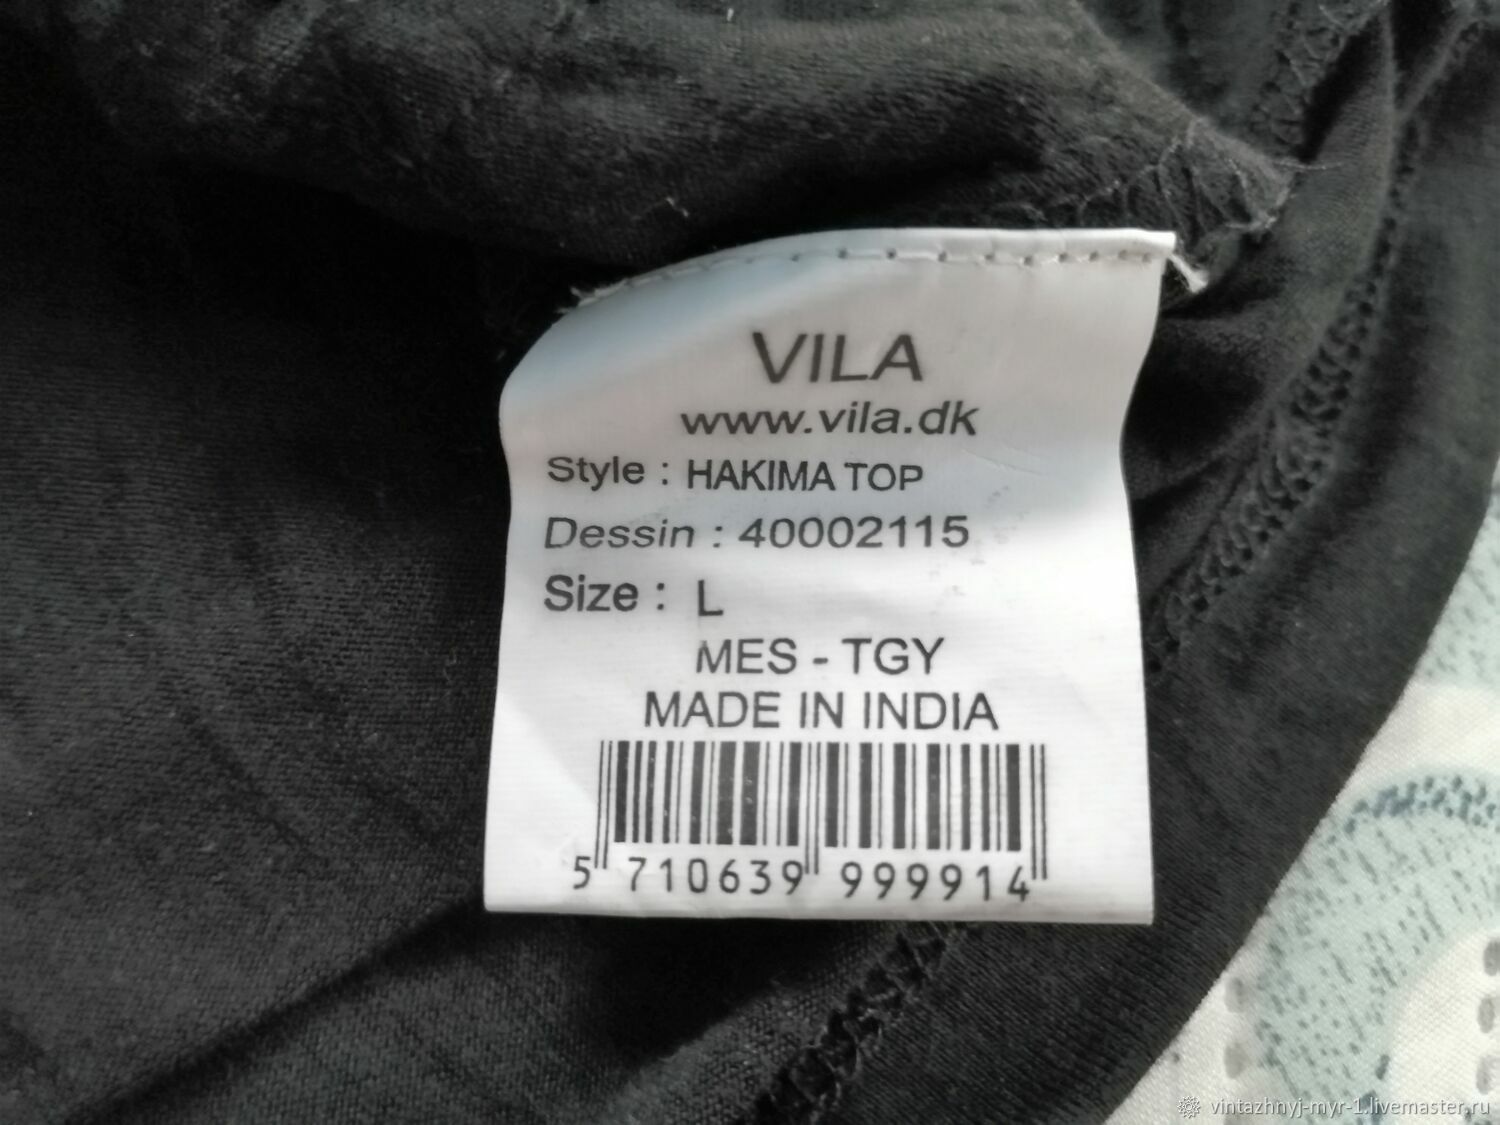 VILA
www.vila.dk
Style : HAKIMA TOP
Dessin : 40002115
Size : L
MES - TGY
MADE IN INDIA
5 710639 999914
vintazhnyj-myr-1.livemaster.ru